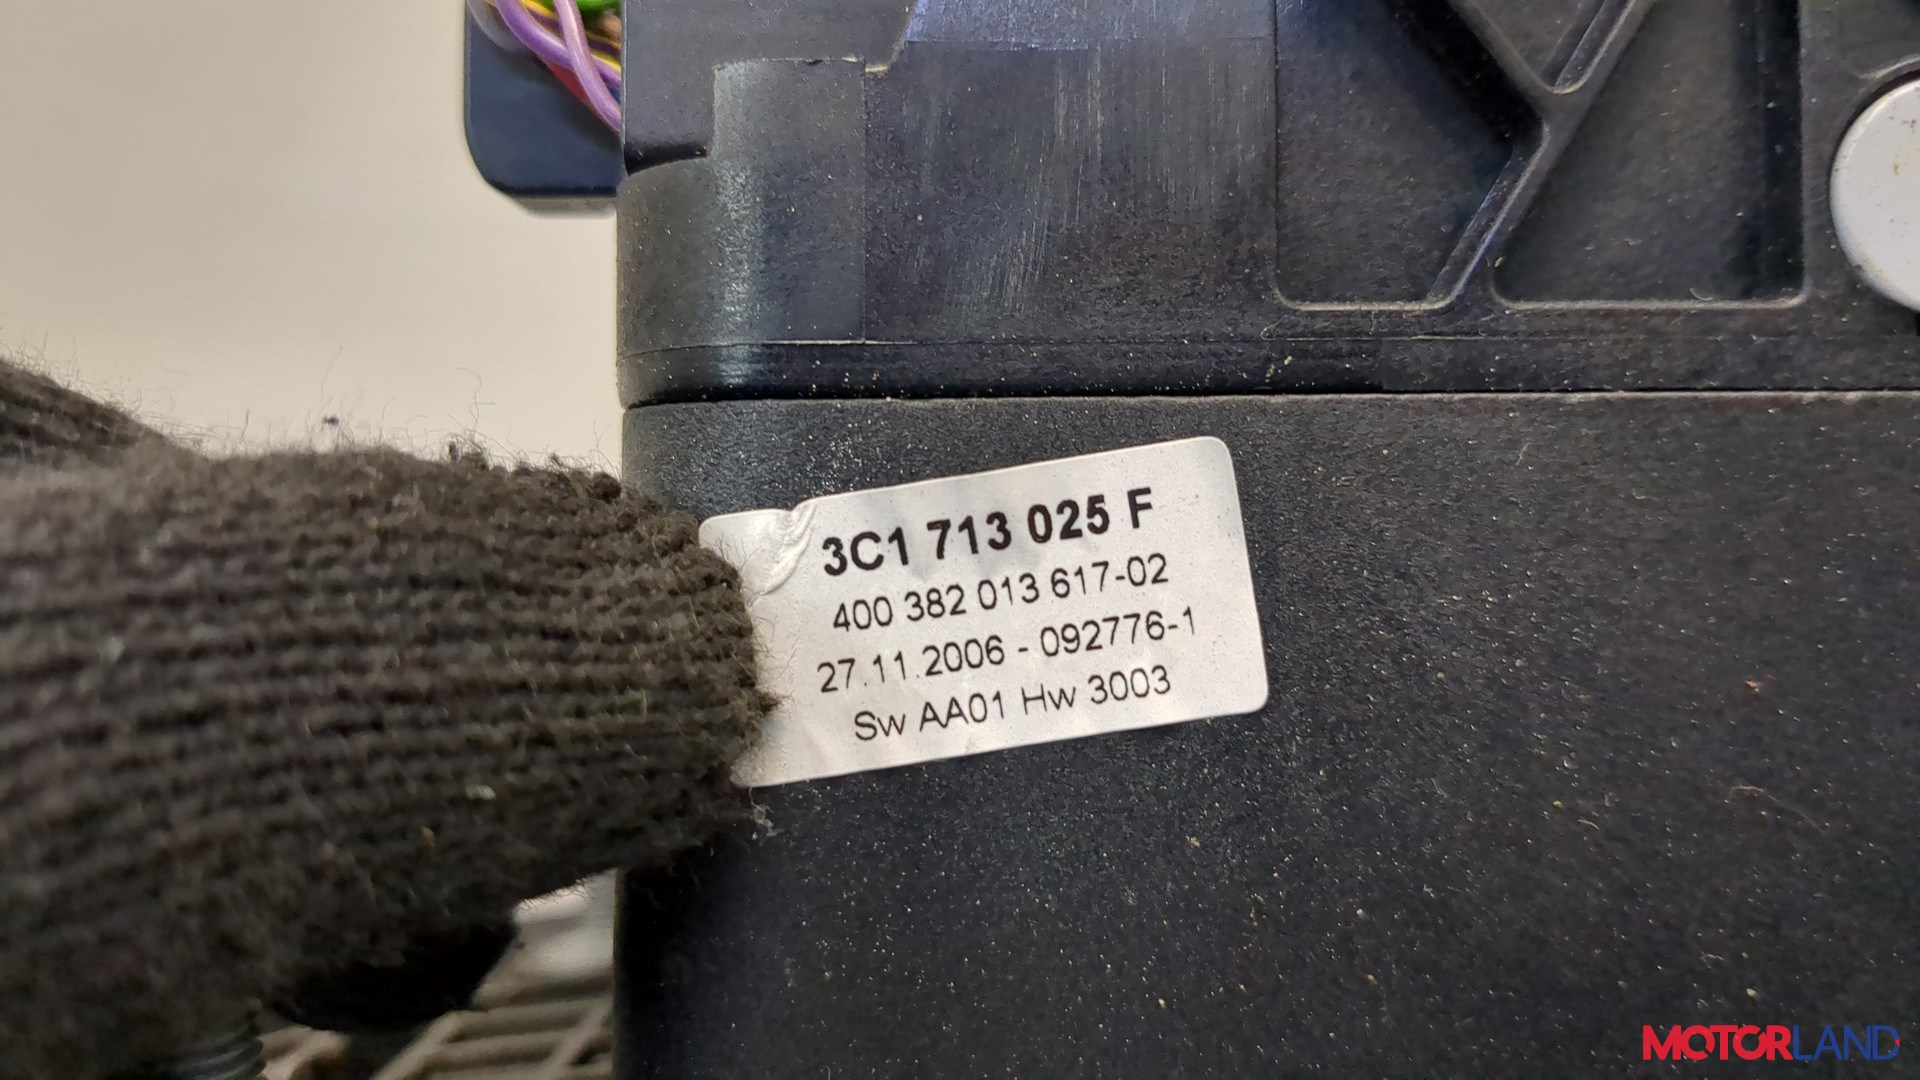 3C1 713 025 F
400 382 013 617-02
27.11.2006 - 092776-1
Sw AA01 Hw 3003
MOTORLAND